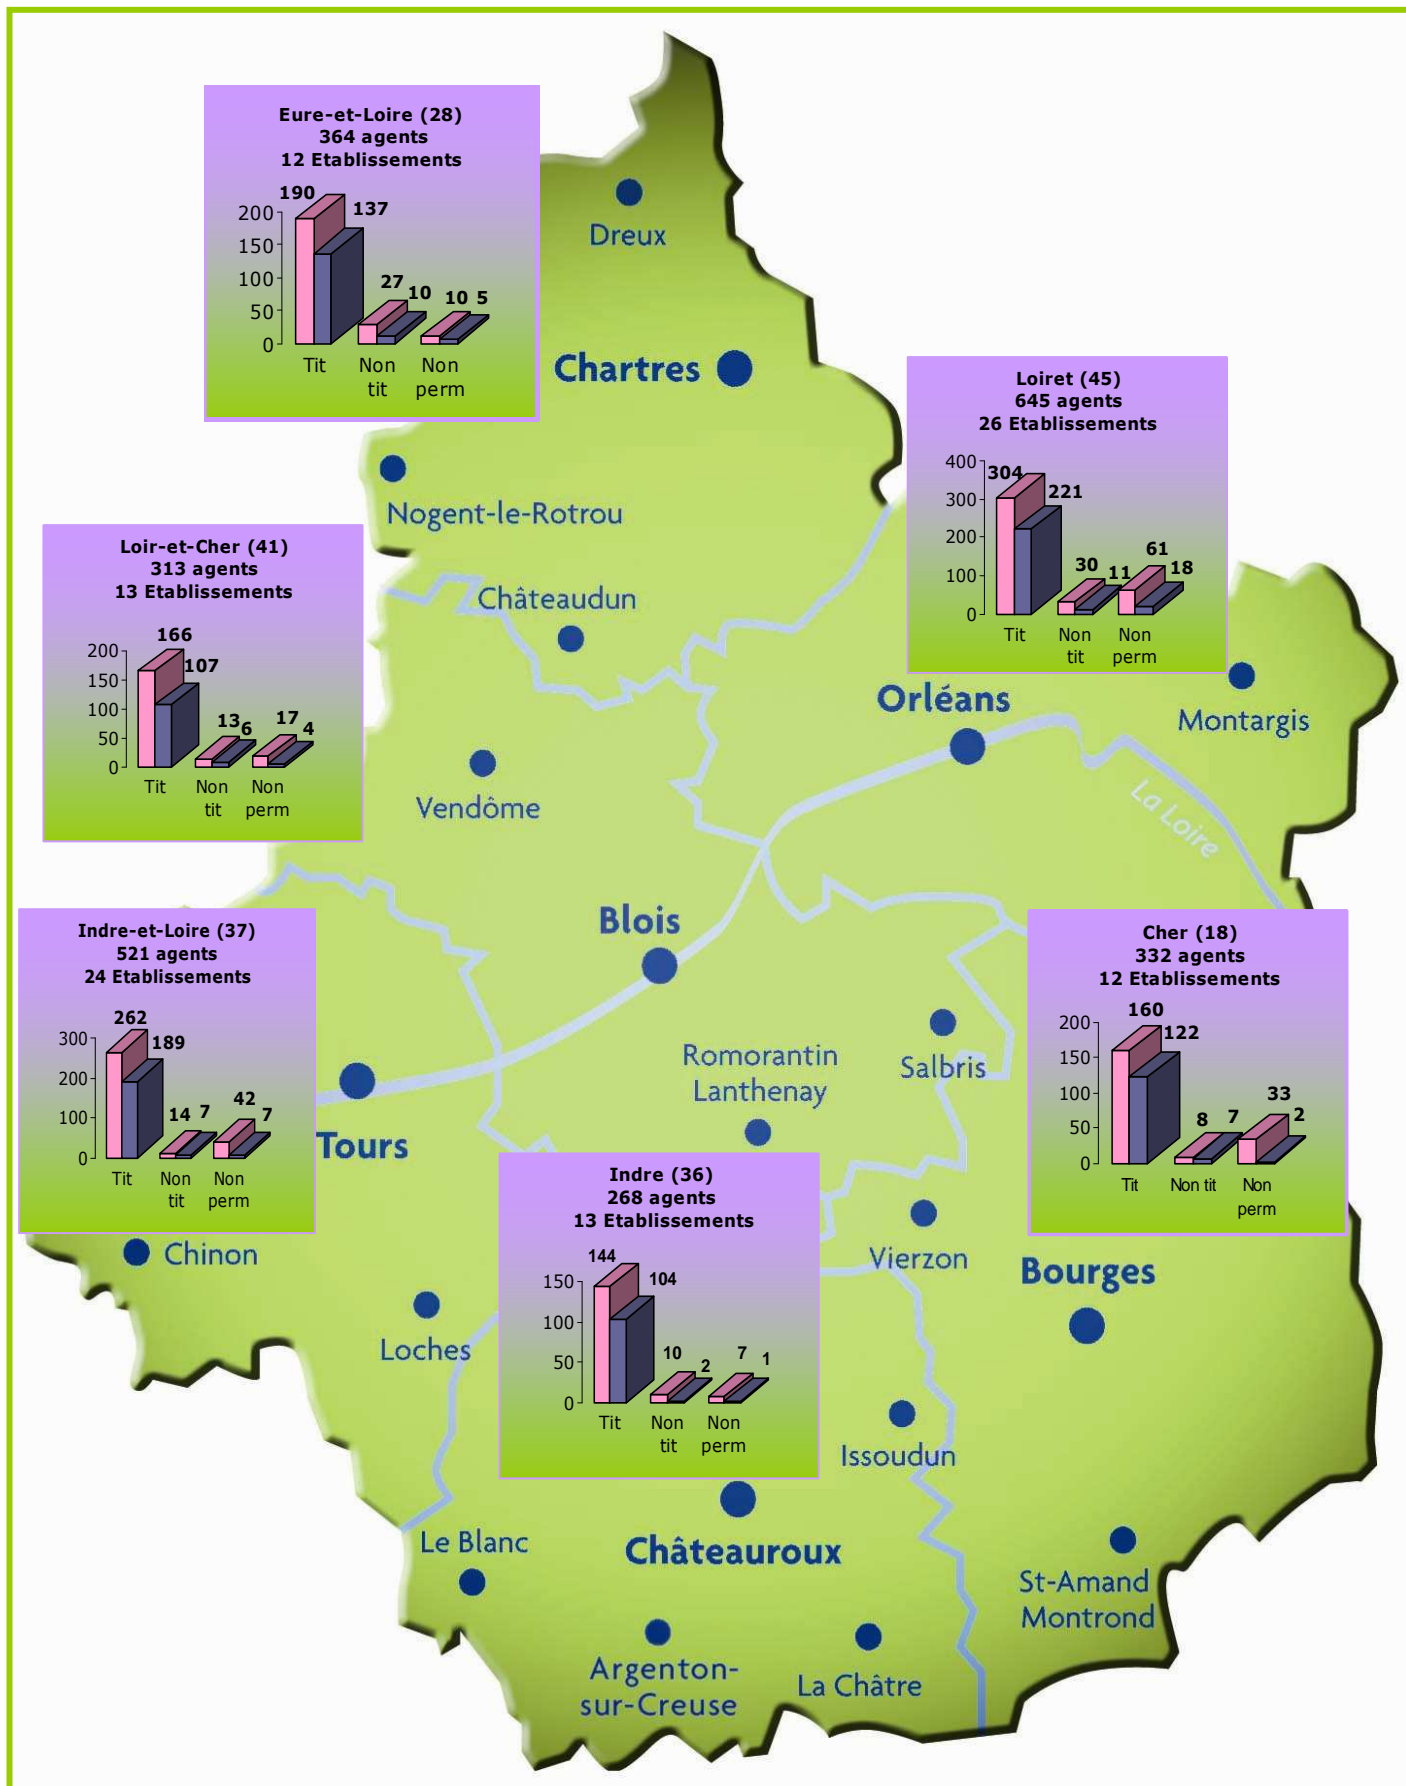 Eure-et-Loire (28)
364 agents
12 Etablissements
190
137
27
10
10
5
200
150
100
50
0
Tit
Non
tit
Non
perm
Dreux
Chartres
Nogent-le-Rotrou
Loiret (45)
645 agents
26 Etablissements
304
221
30
11
61
18
400
300
200
100
0
Tit
Non
tit
Non
perm
Loir-et-Cher (41)
313 agents
13 Etablissements
166
107
13
6
17
4
200
150
100
50
0
Tit
Non
tit
Non
perm
Châteaudun
Orléans
Montargis
Vendôme
La Loire
Blois
Indre-et-Loire (37)
521 agents
24 Etablissements
262
189
14
7
42
7
300
200
100
0
Tit
Non
tit
Non
perm
Cher (18)
332 agents
12 Etablissements
160
122
8
7
33
2
200
150
100
50
0
Tit
Non tit
Non
perm
Romorantin
Lanthenay
Salbris
Tours
Indre (36)
268 agents
13 Etablissements
144
104
10
2
7
1
150
100
50
0
Tit
Non
tit
Non
perm
Chinon
Vierzon
Bourges
Loches
Issoudun
Le Blanc
Châteauroux
St-Amand
Montrond
Argenton-
sur-Creuse
La Châtre